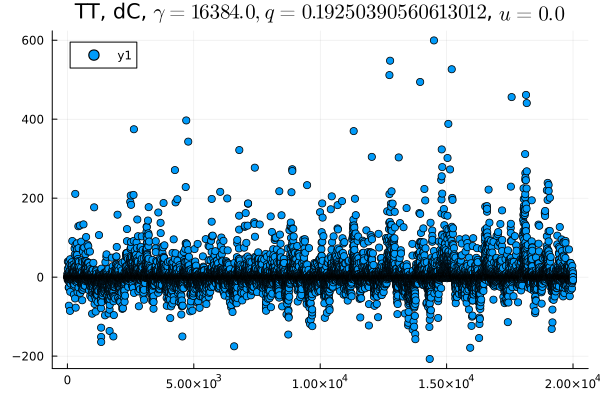 TT, dC, γ = 16384.0, q = 0.19250390560613012, u = 0.0
600
y1
400
200
0
−200
0 5.00×10³ 1.00×10⁴ 1.50×10⁴ 2.00×10⁴